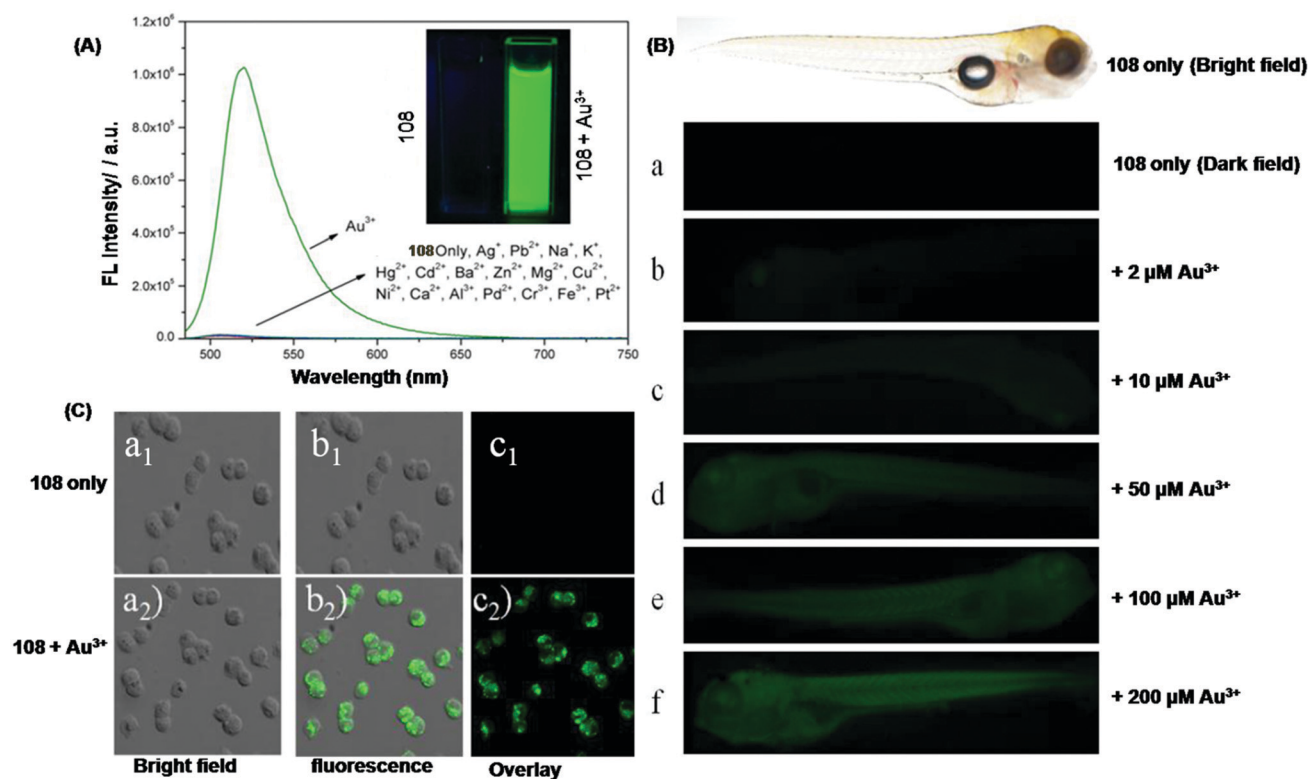 (A)
FL Intensity/ / a.u.
1.2x10⁶
1.0x10⁶
8.0x10⁵
6.0x10⁵
4.0x10⁵
2.0x10⁵
0.0
500 550 600 650 700 750
Wavelength (nm)
108
108 + Au³⁺
Au³⁺
108 Only, Ag⁺, Pb²⁺, Na⁺, K⁺,
Hg²⁺, Cd²⁺, Ba²⁺, Zn²⁺, Mg²⁺, Cu²⁺,
Ni²⁺, Ca²⁺, Al³⁺, Pd²⁺, Cr³⁺, Fe³⁺, Pt²⁺
(B)
108 only (Bright field)
a 108 only (Dark field)
b + 2 µM Au³⁺
c + 10 µM Au³⁺
d + 50 µM Au³⁺
e + 100 µM Au³⁺
f + 200 µM Au³⁺
(C)
108 only
a₁ b₁ c₁
108 + Au³⁺
a₂) b₂) c₂)
Bright field fluorescence Overlay